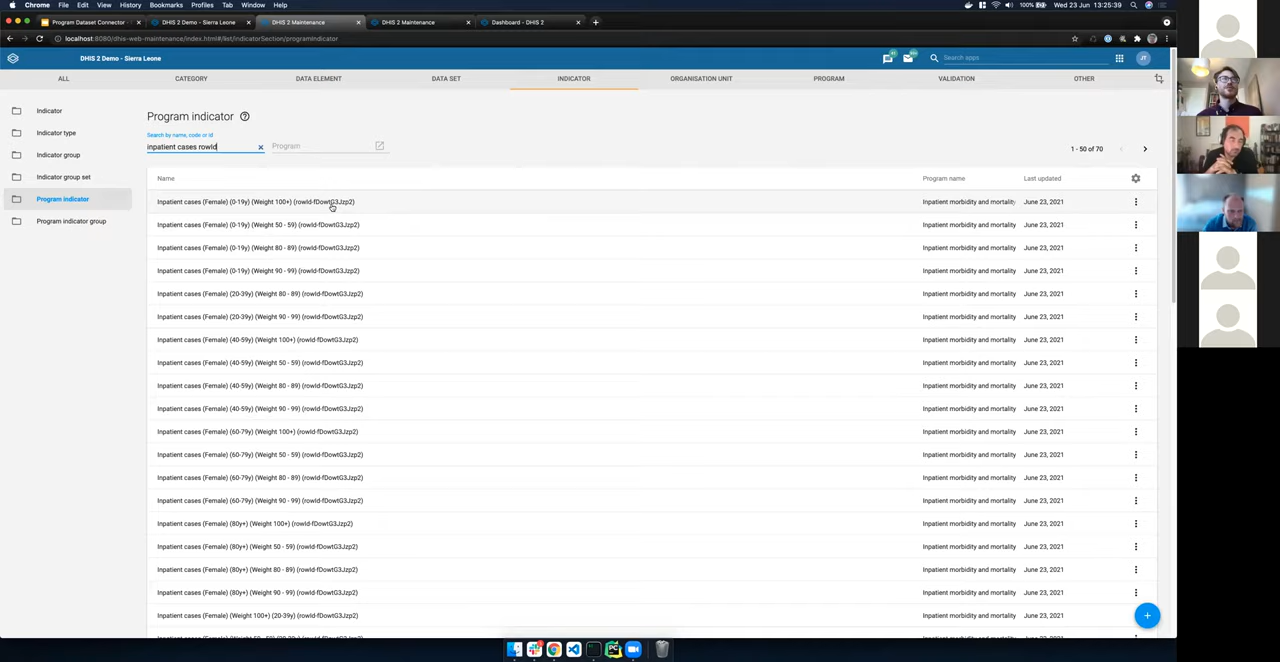 Chrome File Edit View History Bookmarks Profiles Tab Window Help
100% Wed 23 Jun 13:25:39
Program Dataset Connector - DHIS 2 Demo - Sierra Leone DHIS 2 Maintenance DHIS 2 Maintenance Dashboard - DHIS 2
localhost:8080/dhis-web-maintenance/index.html#/list/indicatorSection/programIndicator
DHIS 2 Demo - Sierra Leone
Search apps
JT
ALL CATEGORY DATA ELEMENT DATA SET INDICATOR ORGANISATION UNIT PROGRAM VALIDATION OTHER
Indicator
Indicator type
Indicator group
Indicator group set
Program indicator
Program indicator group
Program indicator
Search by name, code or id
inpatient cases rowId
Program
1 - 50 of 70
Name Program name Last updated
Inpatient cases (Female) (0-19y) (Weight 100+) (rowId-fDowtG3Jzp2) Inpatient morbidity and mortality June 23, 2021
Inpatient cases (Female) (0-19y) (Weight 50 - 59) (rowId-fDowtG3Jzp2) Inpatient morbidity and mortality June 23, 2021
Inpatient cases (Female) (0-19y) (Weight 80 - 89) (rowId-fDowtG3Jzp2) Inpatient morbidity and mortality June 23, 2021
Inpatient cases (Female) (0-19y) (Weight 90 - 99) (rowId-fDowtG3Jzp2) Inpatient morbidity and mortality June 23, 2021
Inpatient cases (Female) (20-39y) (Weight 80 - 89) (rowId-fDowtG3Jzp2) Inpatient morbidity and mortality June 23, 2021
Inpatient cases (Female) (20-39y) (Weight 90 - 99) (rowId-fDowtG3Jzp2) Inpatient morbidity and mortality June 23, 2021
Inpatient cases (Female) (40-59y) (Weight 100+) (rowId-fDowtG3Jzp2) Inpatient morbidity and mortality June 23, 2021
Inpatient cases (Female) (40-59y) (Weight 50 - 59) (rowId-fDowtG3Jzp2) Inpatient morbidity and mortality June 23, 2021
Inpatient cases (Female) (40-59y) (Weight 80 - 89) (rowId-fDowtG3Jzp2) Inpatient morbidity and mortality June 23, 2021
Inpatient cases (Female) (40-59y) (Weight 90 - 99) (rowId-fDowtG3Jzp2) Inpatient morbidity and mortality June 23, 2021
Inpatient cases (Female) (60-79y) (Weight 100+) (rowId-fDowtG3Jzp2) Inpatient morbidity and mortality June 23, 2021
Inpatient cases (Female) (60-79y) (Weight 50 - 59) (rowId-fDowtG3Jzp2) Inpatient morbidity and mortality June 23, 2021
Inpatient cases (Female) (60-79y) (Weight 80 - 89) (rowId-fDowtG3Jzp2) Inpatient morbidity and mortality June 23, 2021
Inpatient cases (Female) (60-79y) (Weight 90 - 99) (rowId-fDowtG3Jzp2) Inpatient morbidity and mortality June 23, 2021
Inpatient cases (Female) (80y+) (Weight 100+) (rowId-fDowtG3Jzp2) Inpatient morbidity and mortality June 23, 2021
Inpatient cases (Female) (80y+) (Weight 50 - 59) (rowId-fDowtG3Jzp2) Inpatient morbidity and mortality June 23, 2021
Inpatient cases (Female) (80y+) (Weight 80 - 89) (rowId-fDowtG3Jzp2) Inpatient morbidity and mortality June 23, 2021
Inpatient cases (Female) (80y+) (Weight 90 - 99) (rowId-fDowtG3Jzp2) Inpatient morbidity and mortality June 23, 2021
Inpatient cases (Weight 100+) (20-39y) (rowId-fDowtG3Jzp2) Inpatient morbidity and mortality June 23, 2021